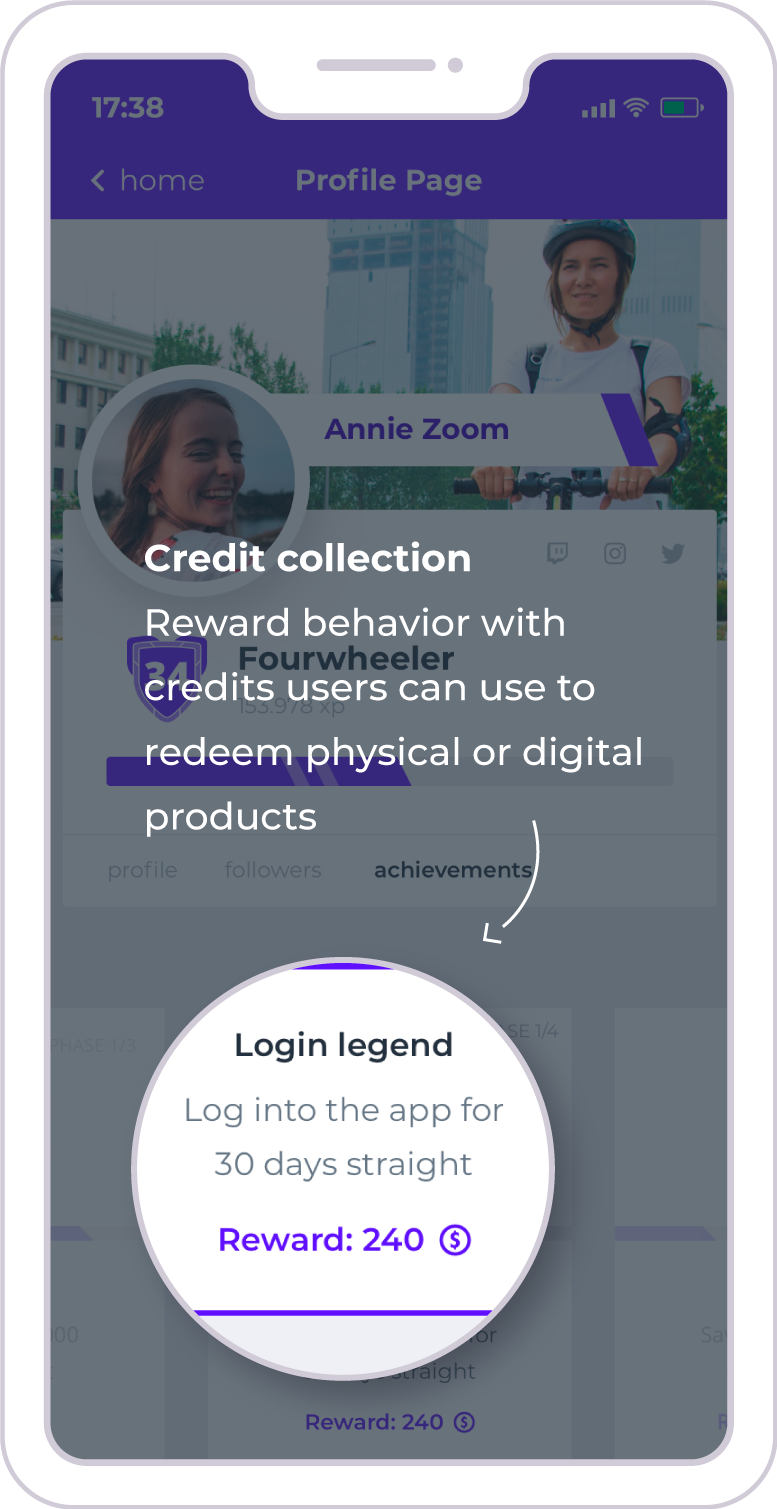 17:38
home
Profile Page
Annie Zoom
Credit collection
Reward behavior with
Fourwheeler
34
credits users can use to
153.978 xp
redeem physical or digital
products
profile
followers
achievements
PHASE 1/3
SE 1/4
Login legend
Log into the app for
30 days straight
Reward: 240
000
for
Sa
straight
Reward: 240